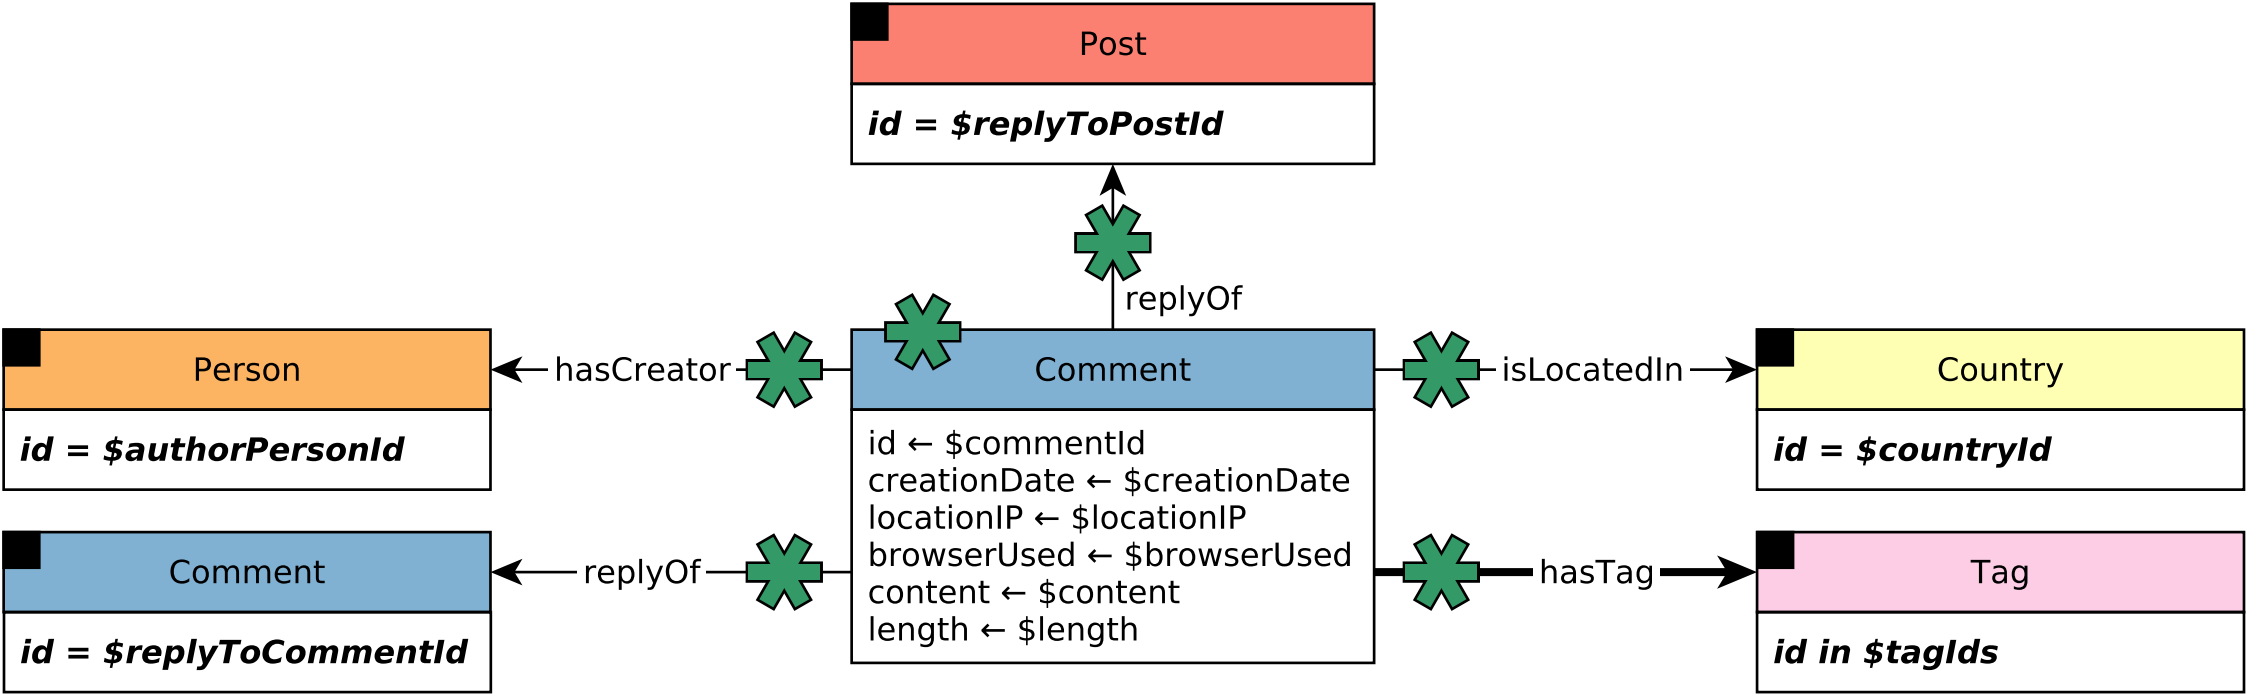 Post
id = $replyToPostId
replyOf
Person
id = $authorPersonId
hasCreator
Comment
id ← $commentId
creationDate ← $creationDate
locationIP ← $locationIP
browserUsed ← $browserUsed
content ← $content
length ← $length
isLocatedIn
Country
id = $countryId
Comment
id = $replyToCommentId
replyOf
hasTag
Tag
id in $tagIds